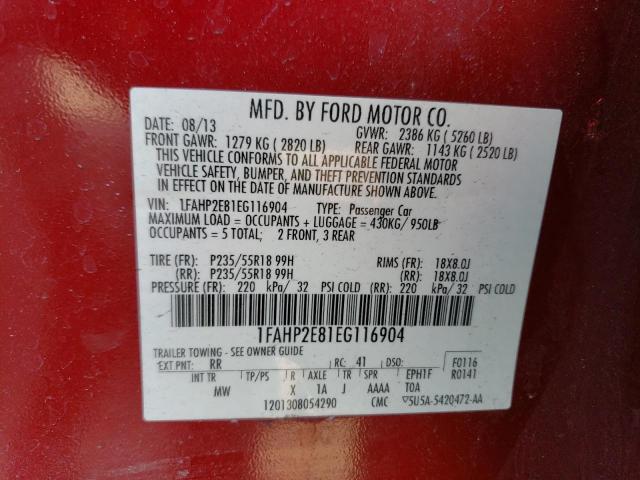 MFD. BY FORD MOTOR CO.
DATE: 08/13 GVWR: 2386 KG ( 5260 LB)
FRONT GAWR: 1279 KG ( 2820 LB) REAR GAWR: 1143 KG ( 2520 LB)
THIS VEHICLE CONFORMS TO ALL APPLICABLE FEDERAL MOTOR
VEHICLE SAFETY, BUMPER, AND THEFT PREVENTION STANDARDS
IN EFFECT ON THE DATE OF MANUFACTURE SHOWN ABOVE.
VIN: 1FAHP2E81EG116904 TYPE: Passenger Car
MAXIMUM LOAD = OCCUPANTS + LUGGAGE = 430KG/ 950LB
OCCUPANTS = 5 TOTAL; 2 FRONT, 3 REAR
TIRE (FR): P235/55R18 99H RIMS (FR): 18X8.0J
(RR): P235/55R18 99H (RR): 18X8.0J
PRESSURE (FR): 220 kPa/ 32 PSI COLD (RR): 220 kPa/ 32 PSI COLD
1FAHP2E81EG116904
TRAILER TOWING - SEE OWNER GUIDE
EXT PNT: RR RC: 41 DSO: F0116
INT TR TP/PS R AXLE TR SPR EPH1F R0141
MW X 1A J AAAA TOA
1201308054290 CMC ▽5U5A-5420472-AA